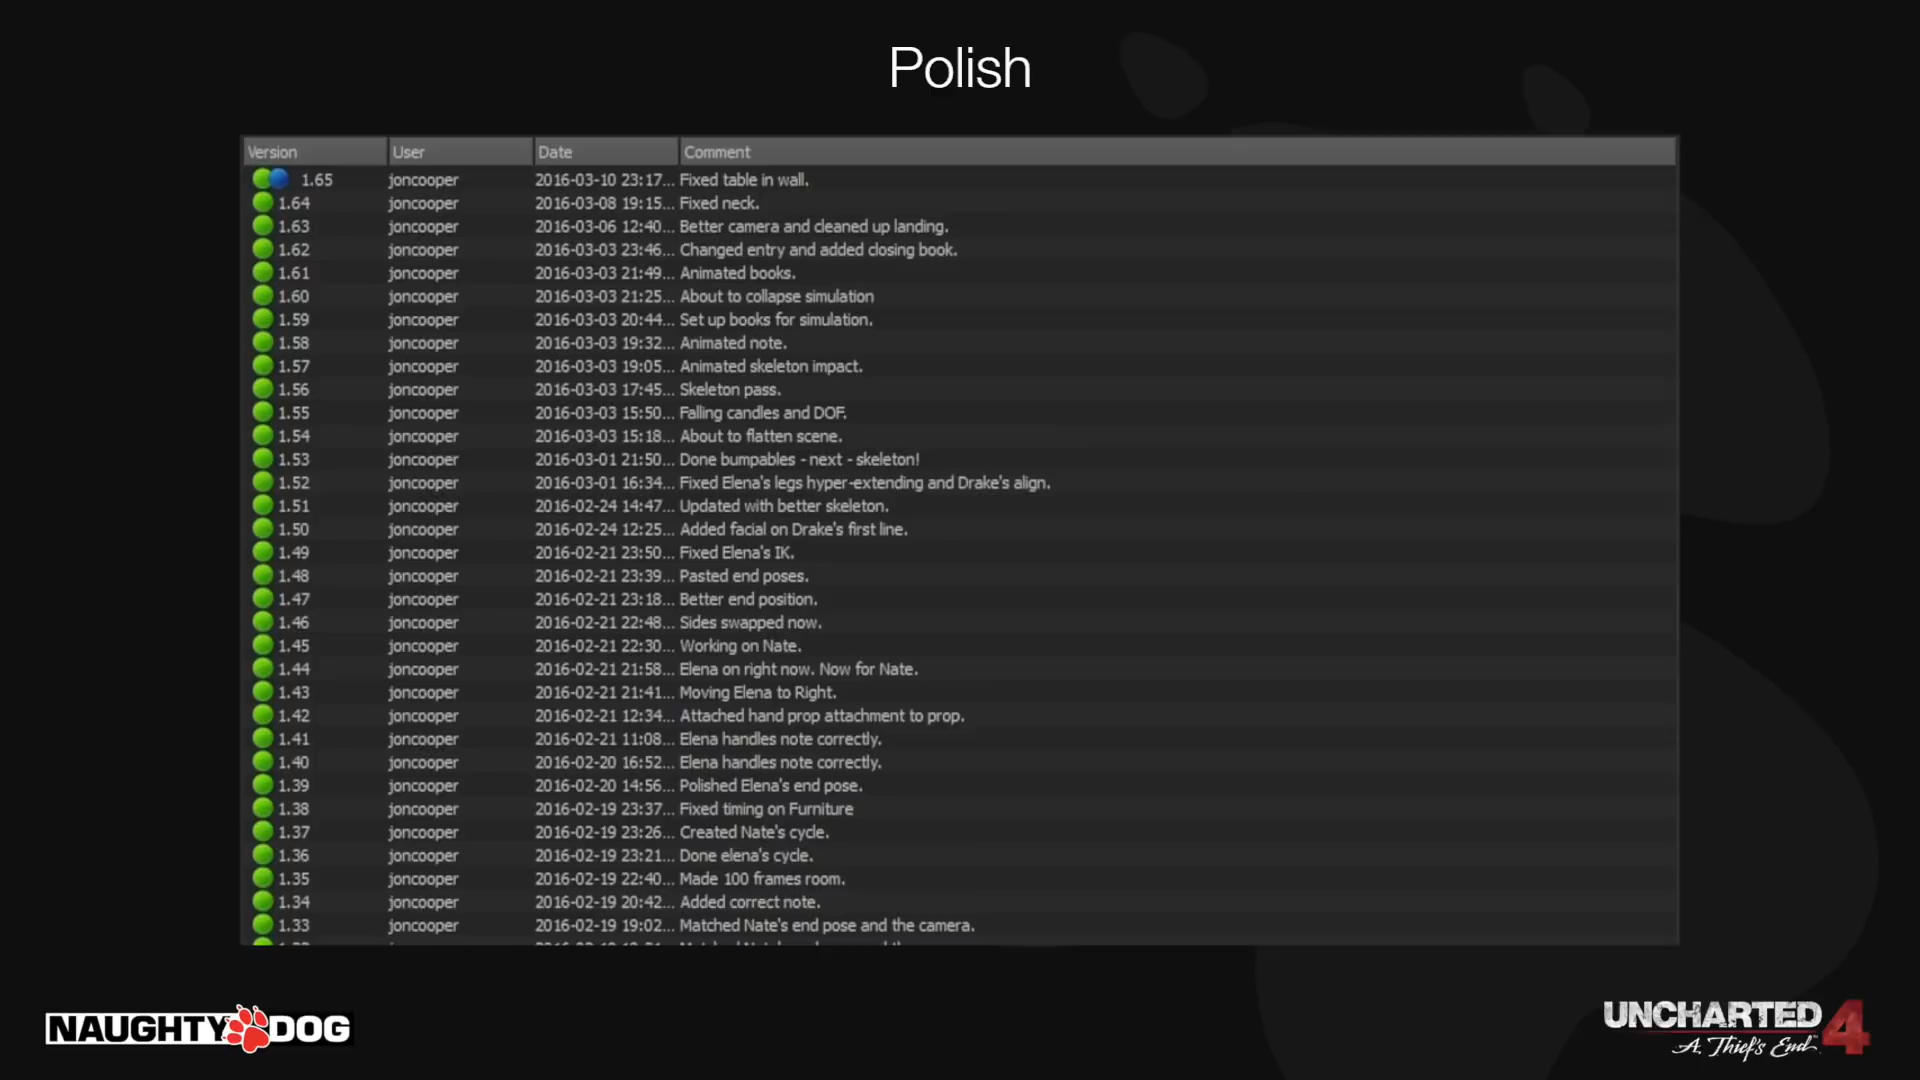 Polish
Version User Date Comment
1.65 joncooper 2016-03-10 23:17... Fixed table in wall.
1.64 joncooper 2016-03-08 19:15... Fixed neck.
1.63 joncooper 2016-03-06 12:40... Better camera and cleaned up landing.
1.62 joncooper 2016-03-03 23:46... Changed entry and added closing book.
1.61 joncooper 2016-03-03 21:49... Animated books.
1.60 joncooper 2016-03-03 21:25... About to collapse simulation
1.59 joncooper 2016-03-03 20:44... Set up books for simulation.
1.58 joncooper 2016-03-03 19:32... Animated note.
1.57 joncooper 2016-03-03 19:05... Animated skeleton impact.
1.56 joncooper 2016-03-03 17:45... Skeleton pass.
1.55 joncooper 2016-03-03 15:50... Falling candles and DOF.
1.54 joncooper 2016-03-03 15:18... About to flatten scene.
1.53 joncooper 2016-03-01 21:50... Done bumpables - next - skeleton!
1.52 joncooper 2016-03-01 16:34... Fixed Elena's legs hyper-extending and Drake's align.
1.51 joncooper 2016-02-24 14:47... Updated with better skeleton.
1.50 joncooper 2016-02-24 12:25... Added facial on Drake's first line.
1.49 joncooper 2016-02-21 23:50... Fixed Elena's IK.
1.48 joncooper 2016-02-21 23:39... Pasted end poses.
1.47 joncooper 2016-02-21 23:18... Better end position.
1.46 joncooper 2016-02-21 22:48... Sides swapped now.
1.45 joncooper 2016-02-21 22:30... Working on Nate.
1.44 joncooper 2016-02-21 21:58... Elena on right now. Now for Nate.
1.43 joncooper 2016-02-21 21:41... Moving Elena to Right.
1.42 joncooper 2016-02-21 12:34... Attached hand prop attachment to prop.
1.41 joncooper 2016-02-21 11:08... Elena handles note correctly.
1.40 joncooper 2016-02-20 16:52... Elena handles note correctly.
1.39 joncooper 2016-02-20 14:56... Polished Elena's end pose.
1.38 joncooper 2016-02-19 23:37... Fixed timing on Furniture
1.37 joncooper 2016-02-19 23:26... Created Nate's cycle.
1.36 joncooper 2016-02-19 23:21... Done elena's cycle.
1.35 joncooper 2016-02-19 22:40... Made 100 frames room.
1.34 joncooper 2016-02-19 20:42... Added correct note.
1.33 joncooper 2016-02-19 19:02... Matched Nate's end pose and the camera.
NAUGHTY DOG
UNCHARTED 4
A Thief's End